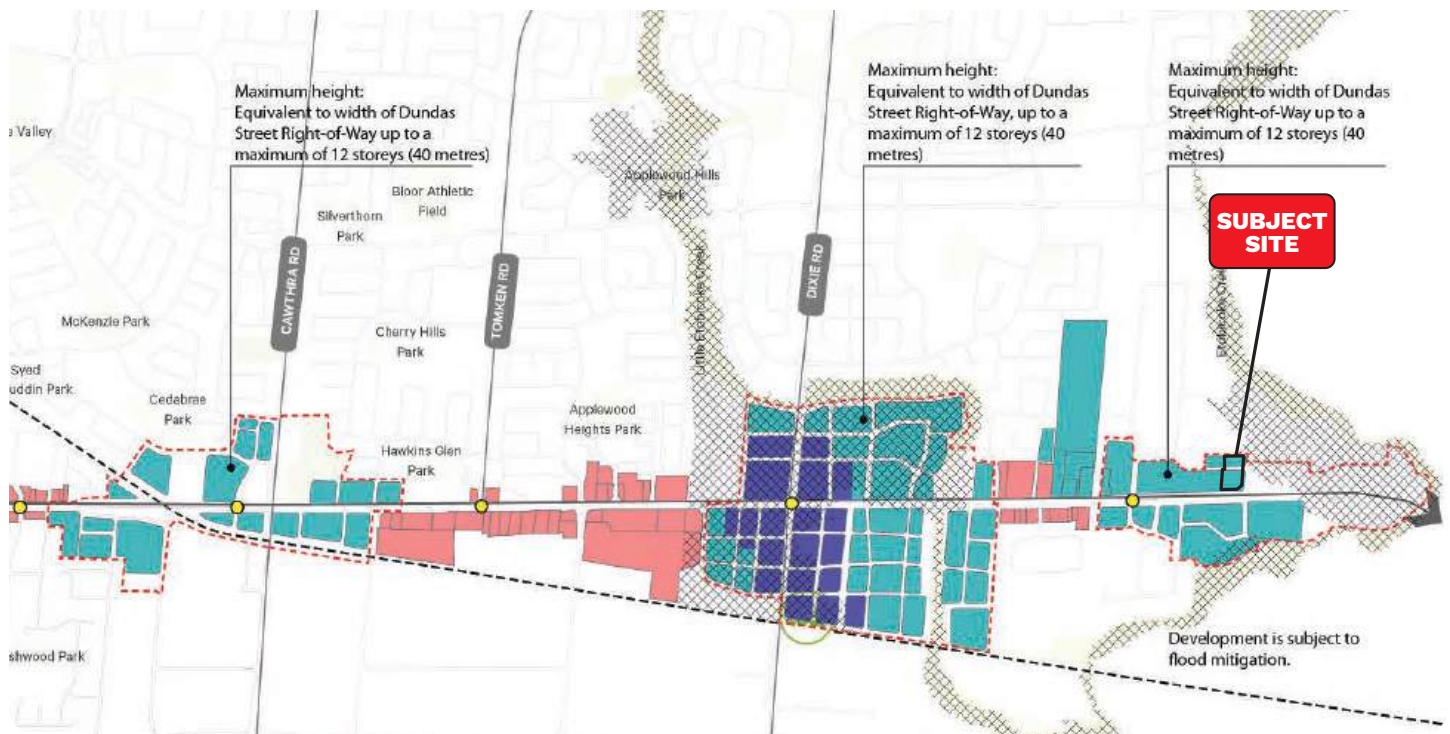 Maximum height:
Equivalent to width of Dundas
Street Right-of-Way up to a
maximum of 12 storeys (40 metres)
Maximum height:
Equivalent to width of Dundas
Street Right-of-Way, up to a
maximum of 12 storeys (40
metres)
Maximum height:
Equivalent to width of Dundas
Street Right-of-Way up to a
maximum of 12 storeys (40
metres)
SUBJECT
SITE
Valley
Bloor Athletic
Field
Silverthorn
Park
Applewood Hills
Park
CAWTHRA RD
TOMKEN RD
DIXIE RD
Little Etobicoke Creek
Etobicoke Creek
McKenzie Park
Cherry Hills
Park
Syed
uddin Park
Cedabrae
Park
Applewood
Heights Park
Hawkins Glen
Park
shwood Park
Development is subject to
flood mitigation.